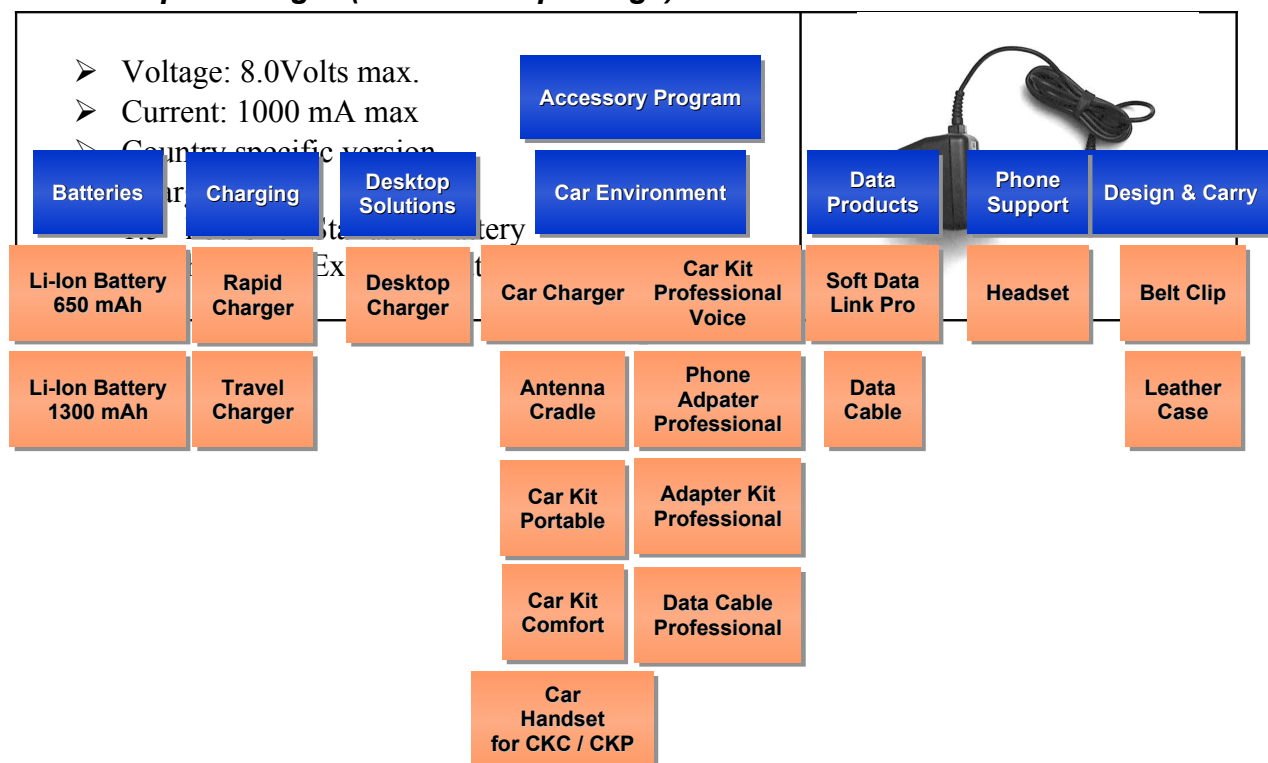 Voltage: 8.0Volts max.
Current: 1000 mA max
Country specific version
Accessory Program
Batteries
Charging
Desktop
Solutions
Car Environment
Data
Products
Phone
Support
Design & Carry
Li-Ion Battery
650 mAh
Rapid
Charger
Desktop
Charger
Car Charger
Car Kit
Professional
Voice
Soft Data
Link Pro
Headset
Belt Clip
Li-Ion Battery
1300 mAh
Travel
Charger
Antenna
Cradle
Phone
Adpater
Professional
Data
Cable
Leather
Case
Car Kit
Portable
Adapter Kit
Professional
Car Kit
Comfort
Data Cable
Professional
Car
Handset
for CKC / CKP